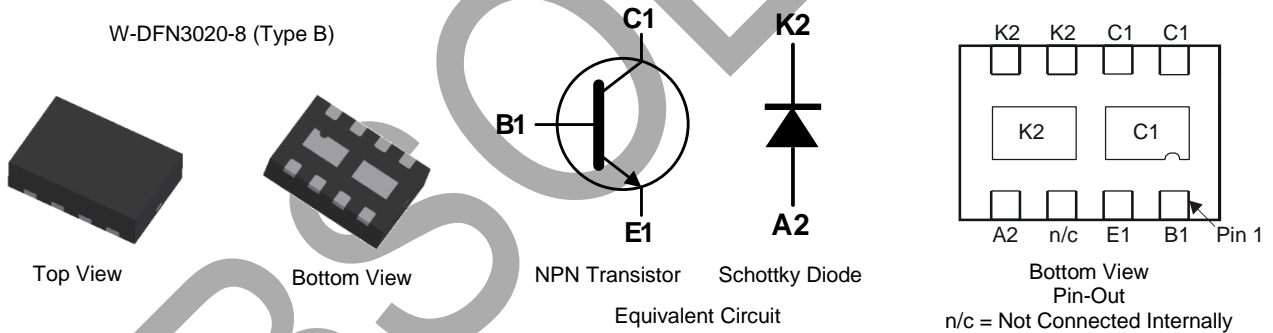 W-DFN3020-8 (Type B)
Top View
Bottom View
C1
B1
E1
NPN Transistor
K2
A2
Schottky Diode
Equivalent Circuit
K2 K2 C1 C1
K2 C1
A2 n/c E1 B1 Pin 1
Bottom View
Pin-Out
n/c = Not Connected Internally